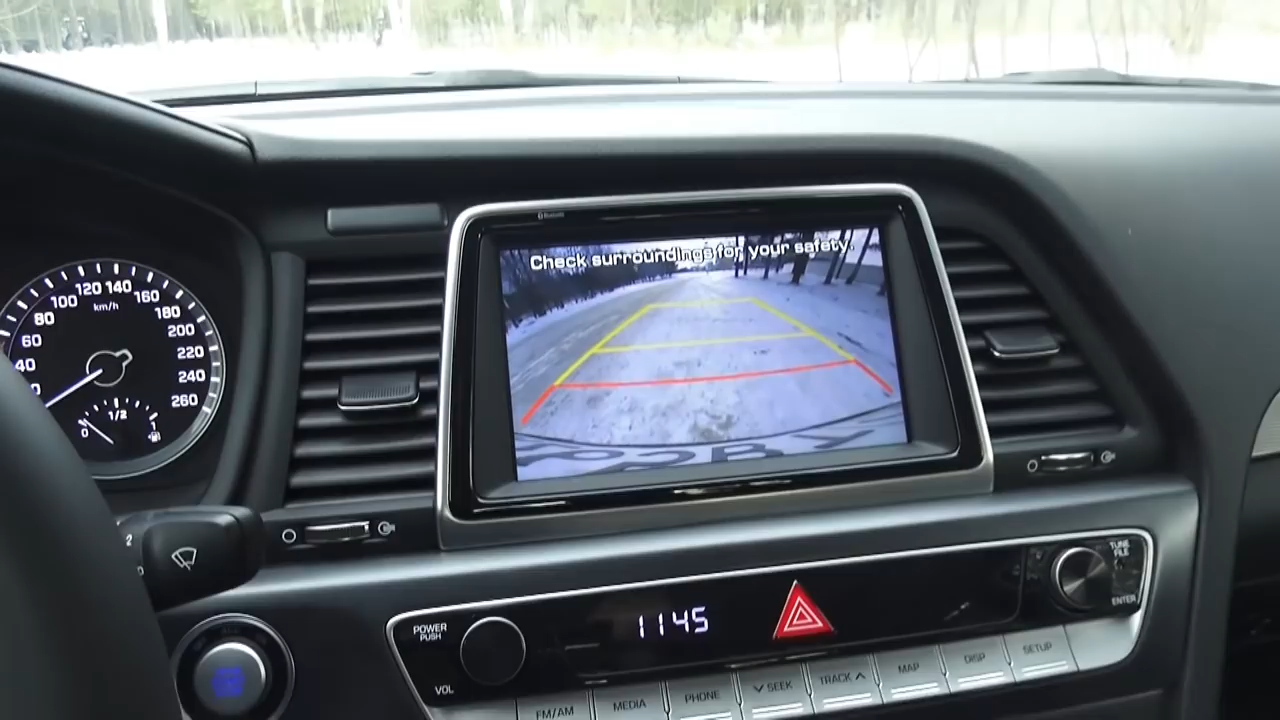 Bluetooth
Check surroundings for your safety.
120 140
100 160
80 km/h 180
60 200
40 220
240
260
1/2
0 1
2
1145
POWER
PUSH
VOL
TUNE
FILE
ENTER
FM/AM MEDIA PHONE SEEK TRACK MAP DISP SETUP